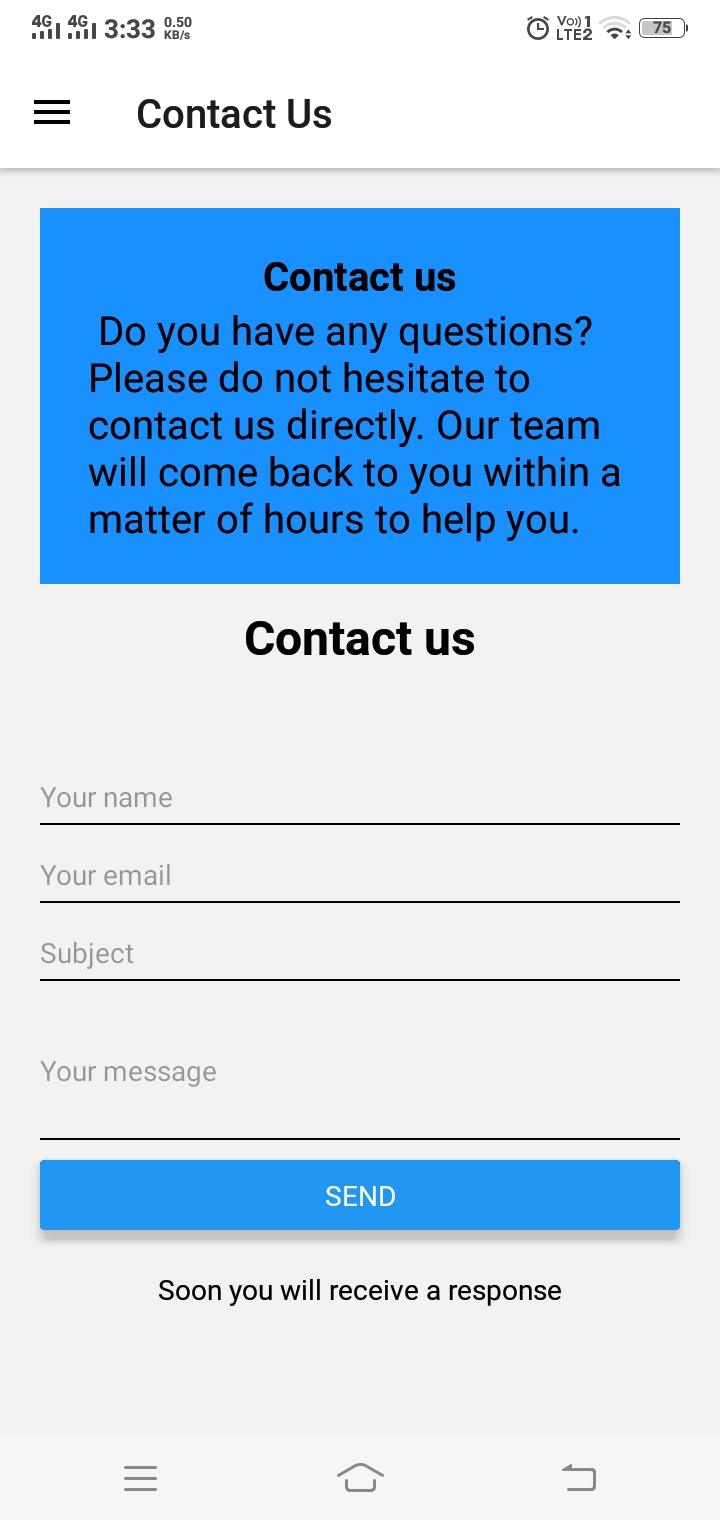 4G 4G 3:33 0.50 KB/s Vo)) 1 LTE2 75
Contact Us
Contact us
Do you have any questions?
Please do not hesitate to
contact us directly. Our team
will come back to you within a
matter of hours to help you.
Contact us
Your name
Your email
Subject
Your message
SEND
Soon you will receive a response